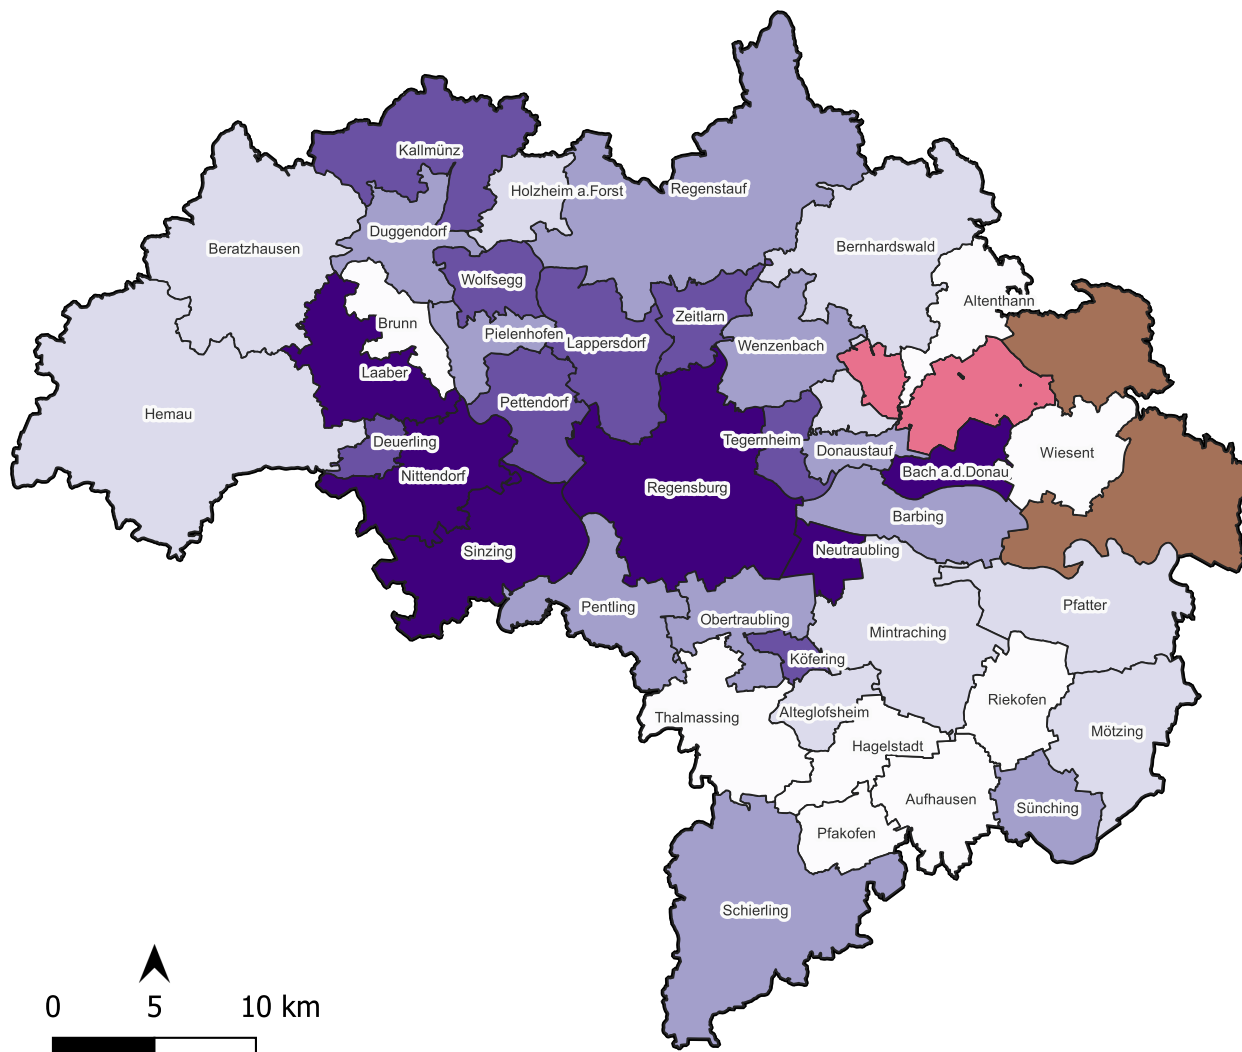 Kallmünz
Holzheim a.Forst
Regenstauf
Duggendorf
Beratzhausen
Bernhardswald
Wolfsegg
Altenthann
Zeitlarn
Brunn
Pielenhofen
Lappersdorf
Wenzenbach
Laaber
Pettendorf
Hemau
Deuerling
Tegernheim
Donaustauf
Wiesent
Nittendorf
Bach a.d.Donau
Regensburg
Barbing
Sinzing
Neutraubling
Pentling
Pfatter
Obertraubling
Mintraching
Köfering
Riekofen
Thalmassing
Alteglofsheim
Mötzing
Hagelstadt
Aufhausen
Sünching
Pfakofen
Schierling
0 5 10 km